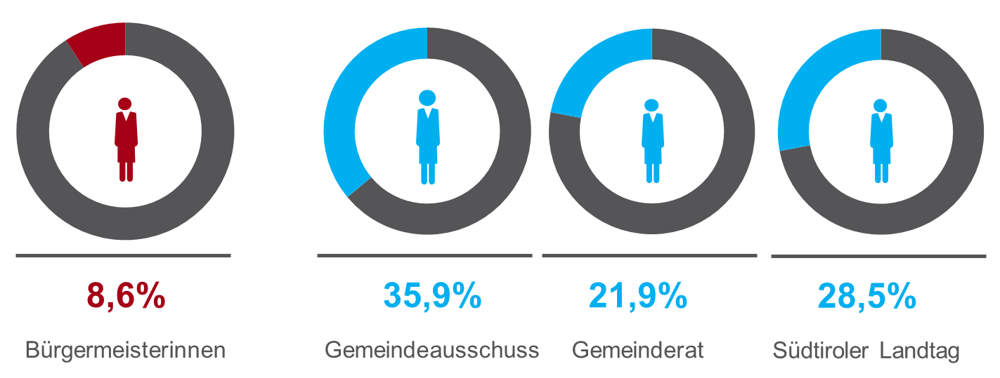 8,6%
35,9%
21,9%
28,5%
Bürgermeisterinnen
Gemeindeausschuss
Gemeinderat
Südtiroler Landtag